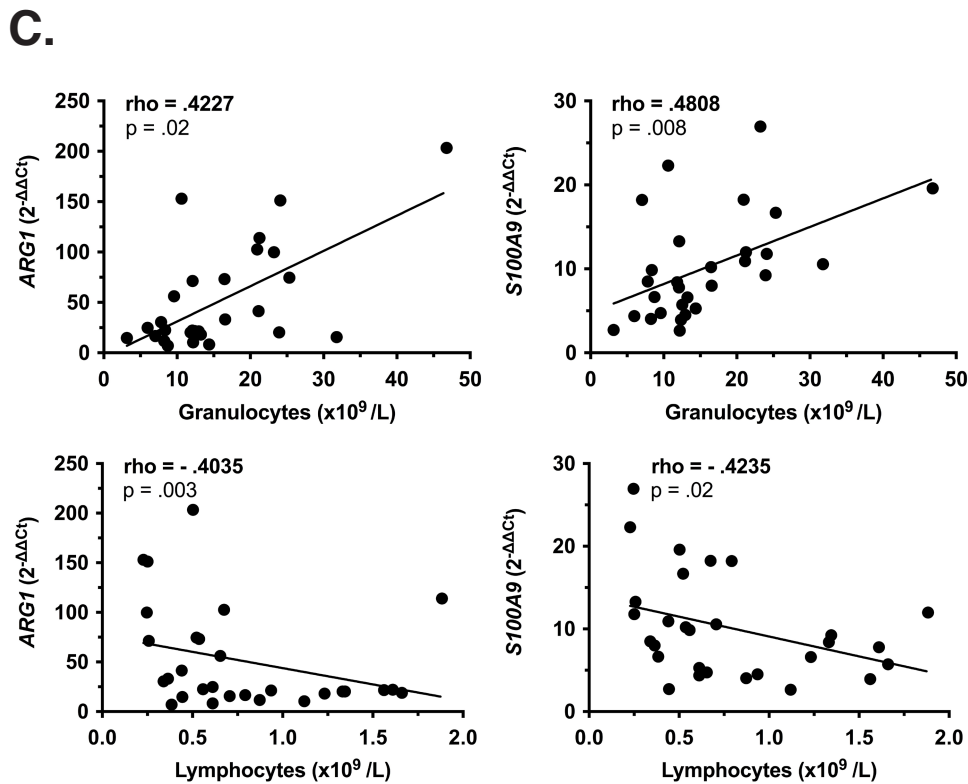 C.
rho = .4227
p = .02
250
200
150
100
50
0
ARG1 (2-ΔΔCt)
0 10 20 30 40 50
Granulocytes (x10⁹ /L)
rho = .4808
p = .008
30
20
10
0
S100A9 (2-ΔΔCt)
0 10 20 30 40 50
Granulocytes (x10⁹ /L)
rho = - .4035
p = .003
250
200
150
100
50
0
ARG1 (2-ΔΔCt)
0.0 0.5 1.0 1.5 2.0
Lymphocytes (x10⁹ /L)
rho = - .4235
p = .02
30
20
10
0
S100A9 (2-ΔΔCt)
0.0 0.5 1.0 1.5 2.0
Lymphocytes (x10⁹ /L)